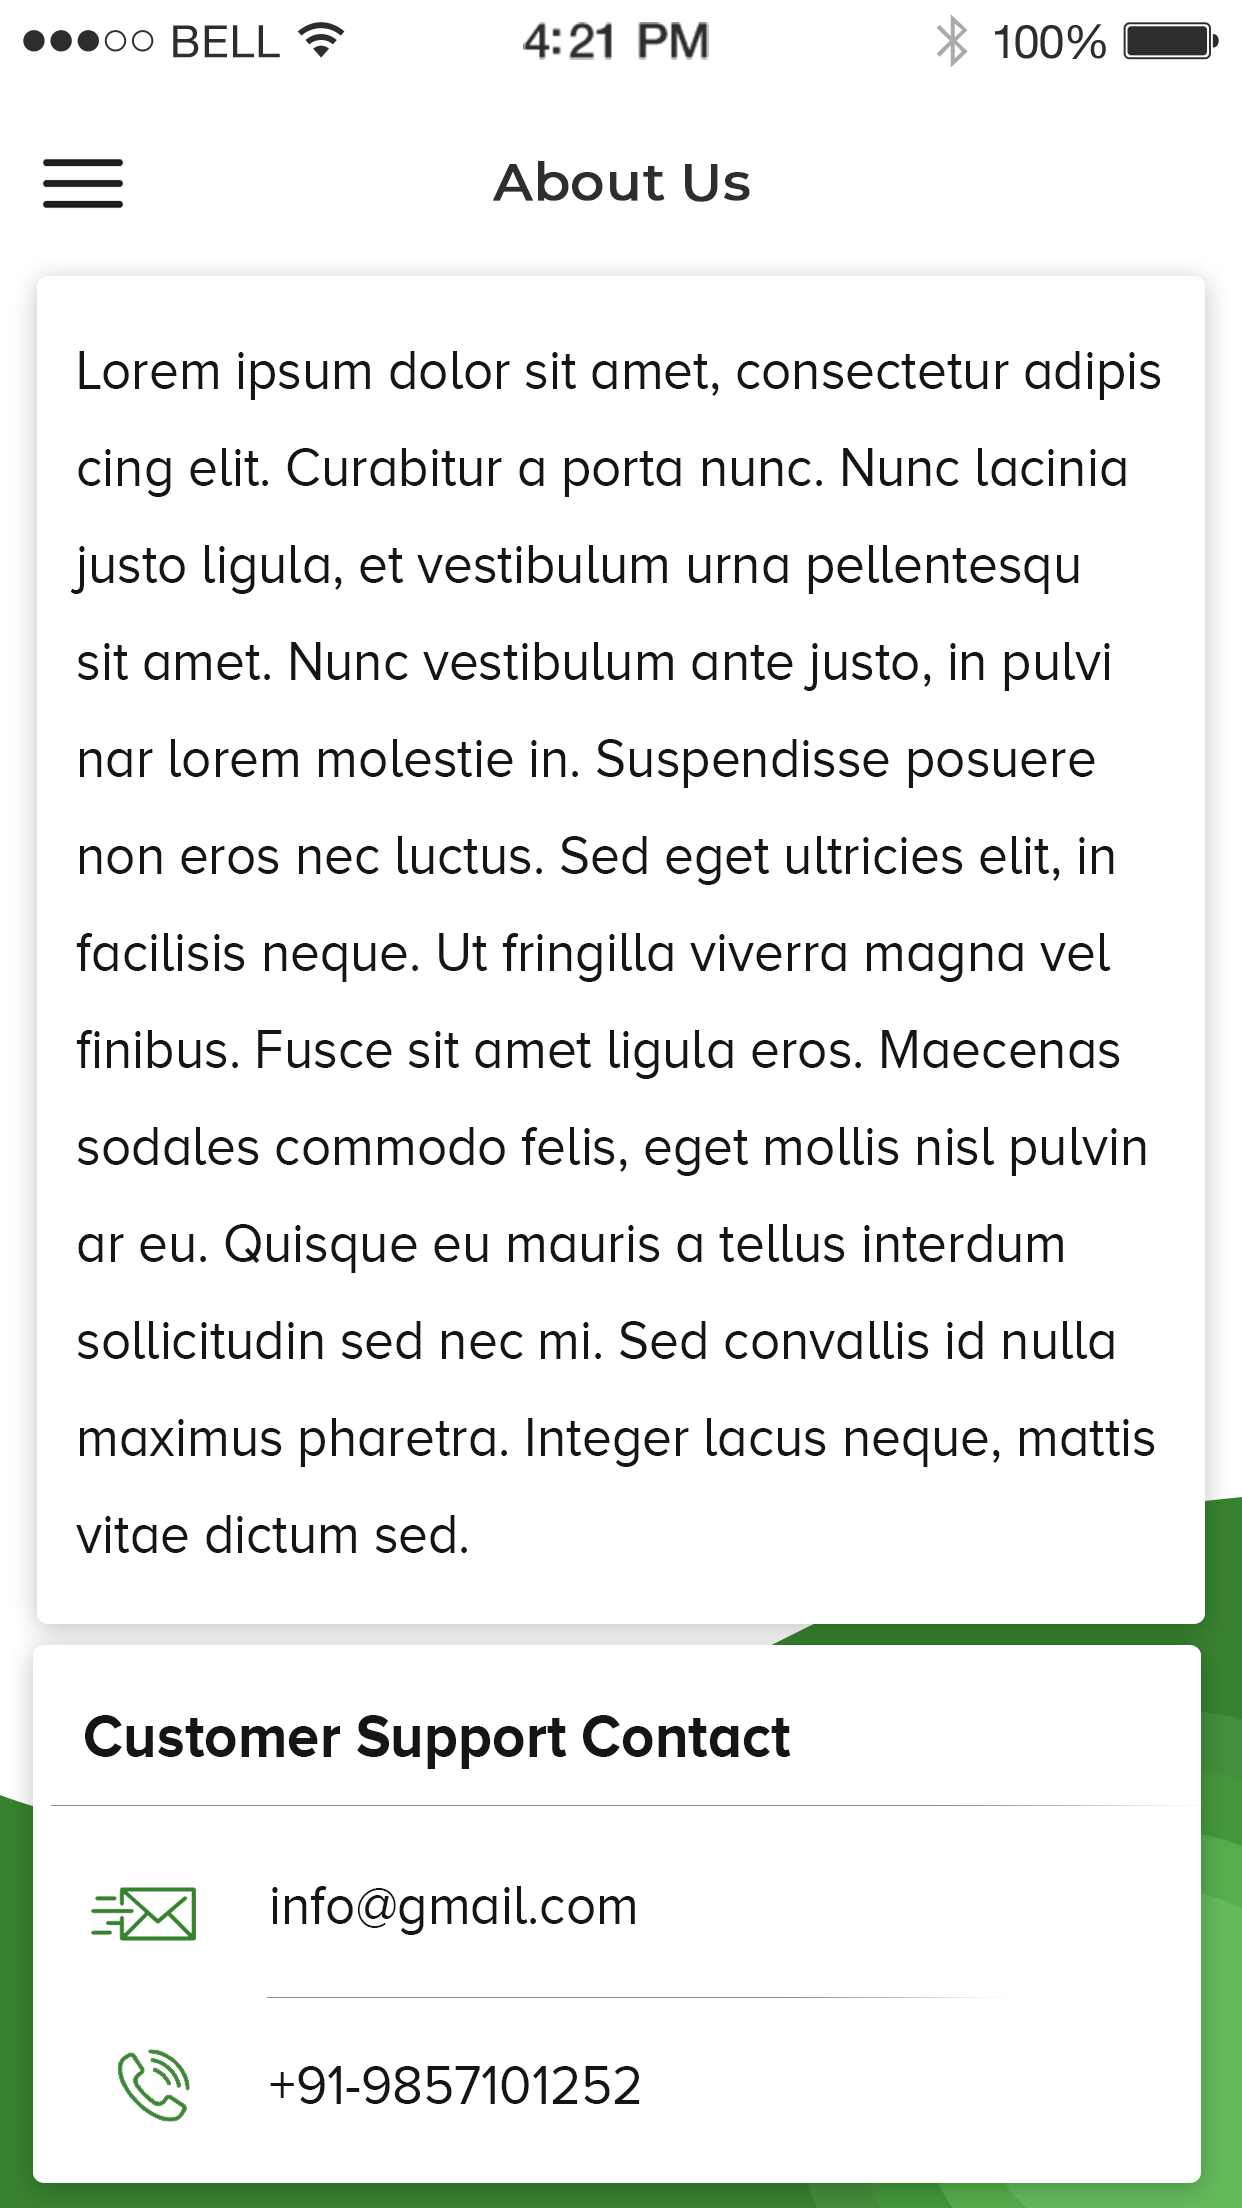 BELL 4:21 PM 100%
About Us
Lorem ipsum dolor sit amet, consectetur adipis
cing elit. Curabitur a porta nunc. Nunc lacinia
justo ligula, et vestibulum urna pellentesqu
sit amet. Nunc vestibulum ante justo, in pulvi
nar lorem molestie in. Suspendisse posuere
non eros nec luctus. Sed eget ultricies elit, in
facilisis neque. Ut fringilla viverra magna vel
finibus. Fusce sit amet ligula eros. Maecenas
sodales commodo felis, eget mollis nisl pulvin
ar eu. Quisque eu mauris a tellus interdum
sollicitudin sed nec mi. Sed convallis id nulla
maximus pharetra. Integer lacus neque, mattis
vitae dictum sed.
Customer Support Contact
info@gmail.com
+91-9857101252